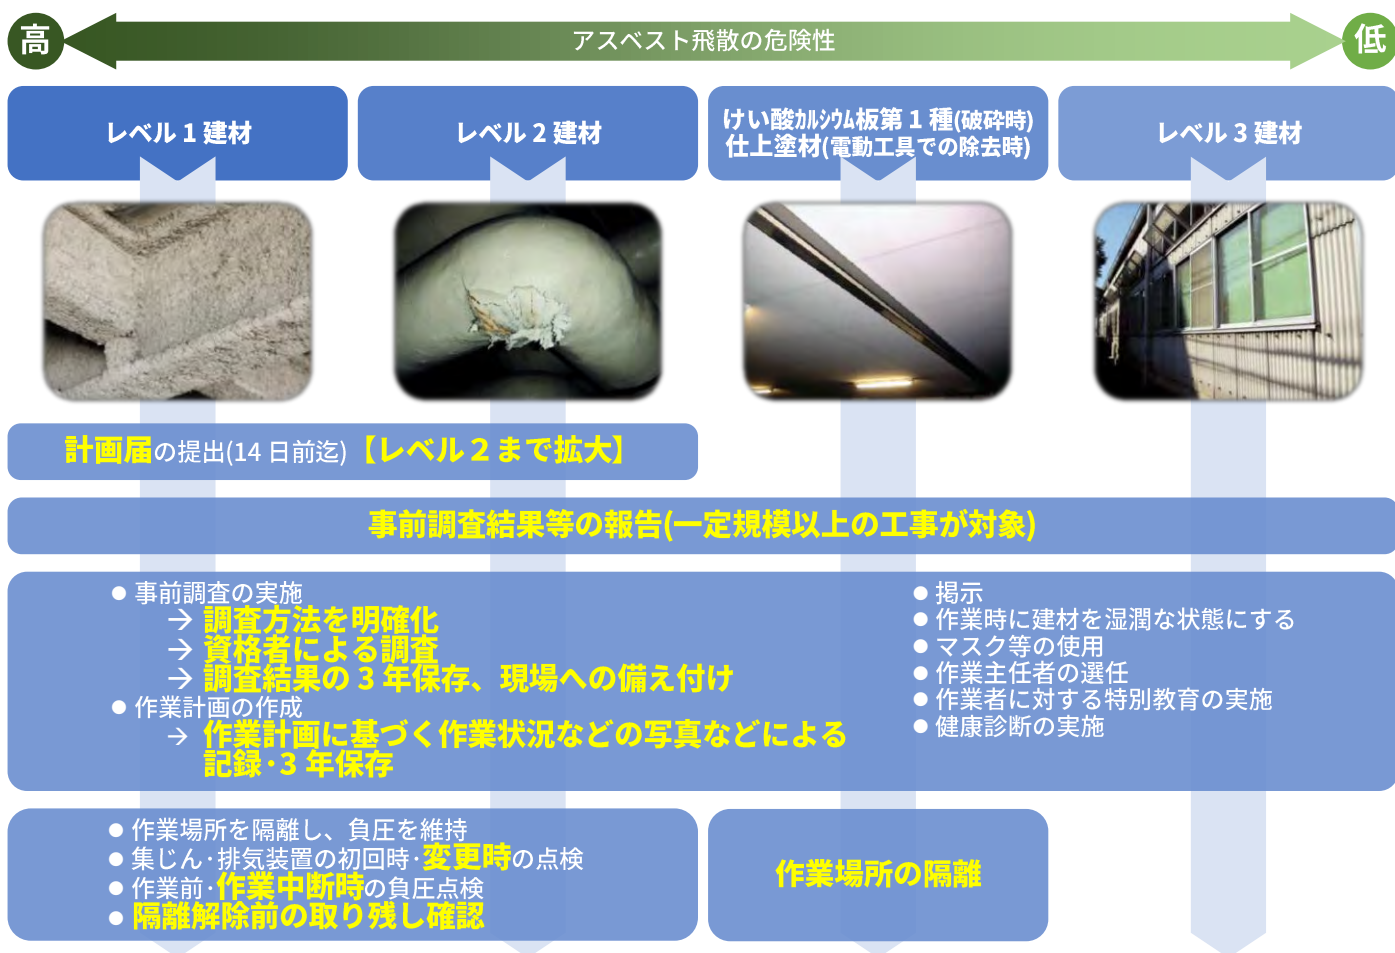 高
アスベスト飛散の危険性
低
レベル 1 建材
レベル 2 建材
けい酸ｶﾙｼｳﾑ板第 1 種(破砕時)
仕上塗材(電動工具での除去時)
レベル 3 建材
計画届の提出(14 日前迄)【レベル２まで拡大】
事前調査結果等の報告(一定規模以上の工事が対象)
● 事前調査の実施
→ 調査方法を明確化
→ 資格者による調査
→ 調査結果の 3 年保存、現場への備え付け
● 作業計画の作成
→ 作業計画に基づく作業状況などの写真などによる
記録･3 年保存
● 掲示
● 作業時に建材を湿潤な状態にする
● マスク等の使用
● 作業主任者の選任
● 作業者に対する特別教育の実施
● 健康診断の実施
● 作業場所を隔離し、負圧を維持
● 集じん･排気装置の初回時･変更時の点検
● 作業前･作業中断時の負圧点検
● 隔離解除前の取り残し確認
作業場所の隔離